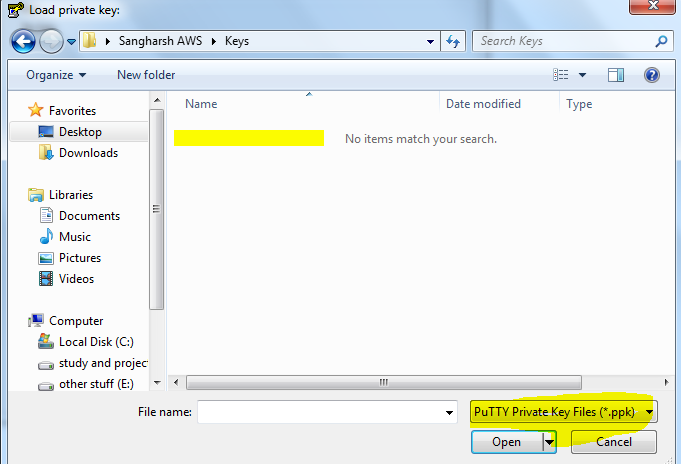 Load private key:
Sangharsh AWS Keys
Search Keys
Organize
New folder
Favorites
Desktop
Downloads
Libraries
Documents
Music
Pictures
Videos
Computer
Local Disk (C:)
study and project
other stuff (E:)
Name
Date modified
Type
No items match your search.
File name:
PuTTY Private Key Files (*.ppk)
Open
Cancel